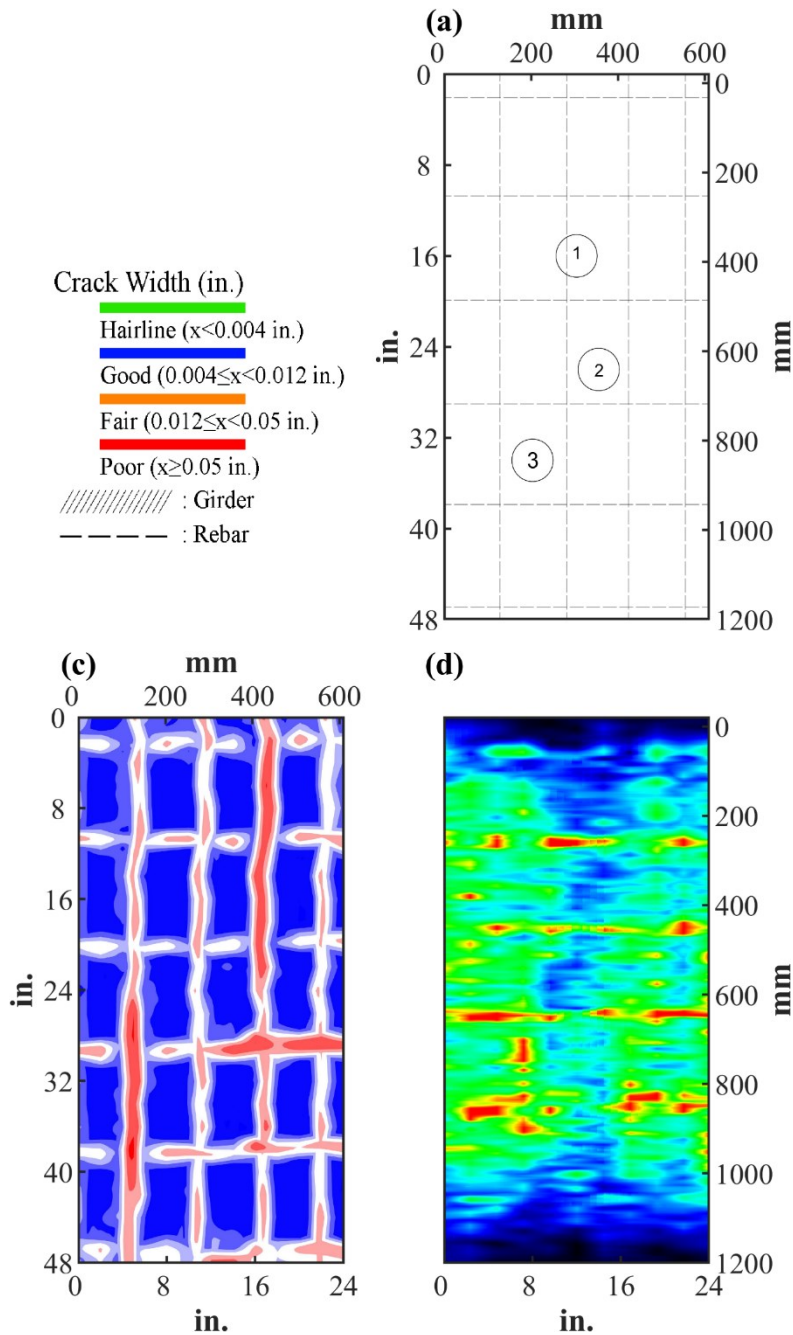 (a)
mm
0 200 400 600
0 0
8
200
16
400
24
600
32
800
40
1000
48 1200
in.
mm
1
2
3
Crack Width (in.)
Hairline (x<0.004 in.)
Good (0.004≤x<0.012 in.)
Fair (0.012≤x<0.05 in.)
Poor (x≥0.05 in.)
: Girder
: Rebar
(c)
mm
0 200 400 600
0
8
16
24
32
40
48
in.
0 8 16 24
in.
(d)
0
200
400
600
800
1000
1200
mm
0 8 16 24
in.